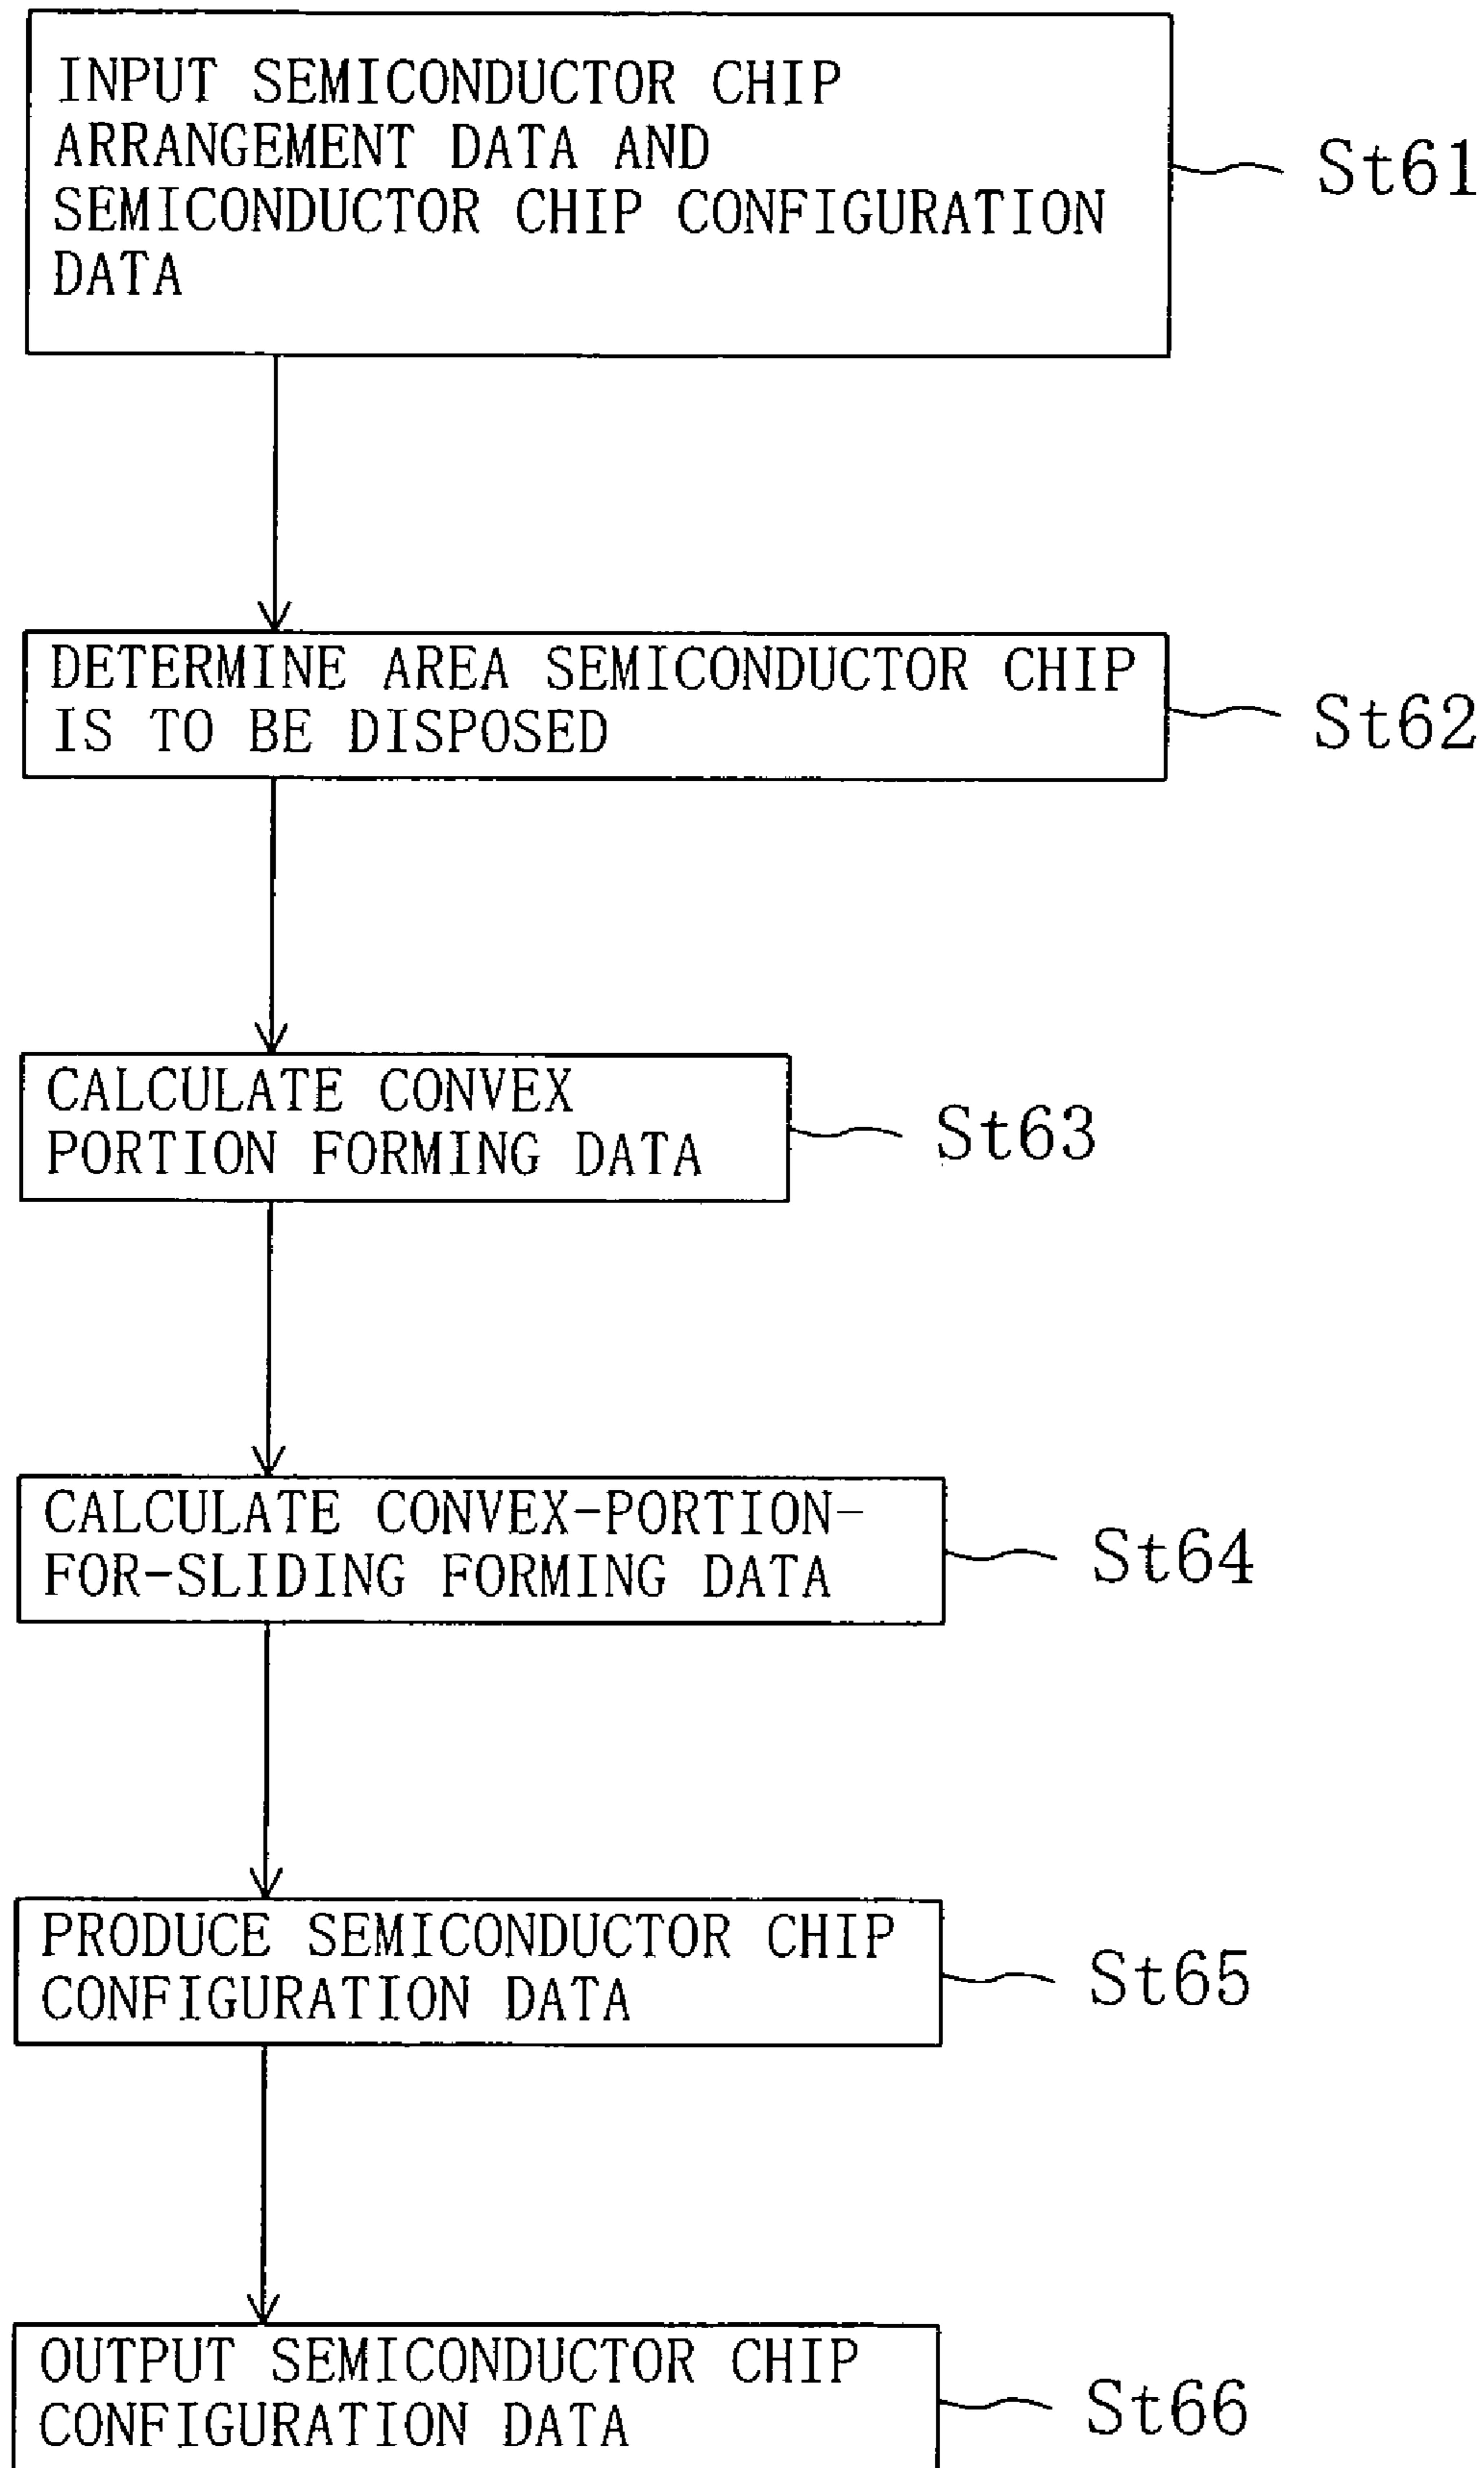 INPUT SEMICONDUCTOR CHIP
ARRANGEMENT DATA AND
SEMICONDUCTOR CHIP CONFIGURATION
DATA
St61
DETERMINE AREA SEMICONDUCTOR CHIP
IS TO BE DISPOSED
St62
CALCULATE CONVEX
PORTION FORMING DATA
St63
CALCULATE CONVEX-PORTION-
FOR-SLIDING FORMING DATA
St64
PRODUCE SEMICONDUCTOR CHIP
CONFIGURATION DATA
St65
OUTPUT SEMICONDUCTOR CHIP
CONFIGURATION DATA
St66